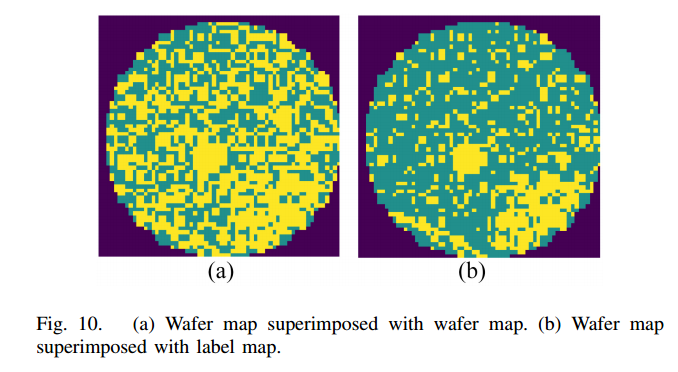 (a)
(b)
Fig. 10. (a) Wafer map superimposed with wafer map. (b) Wafer map
superimposed with label map.